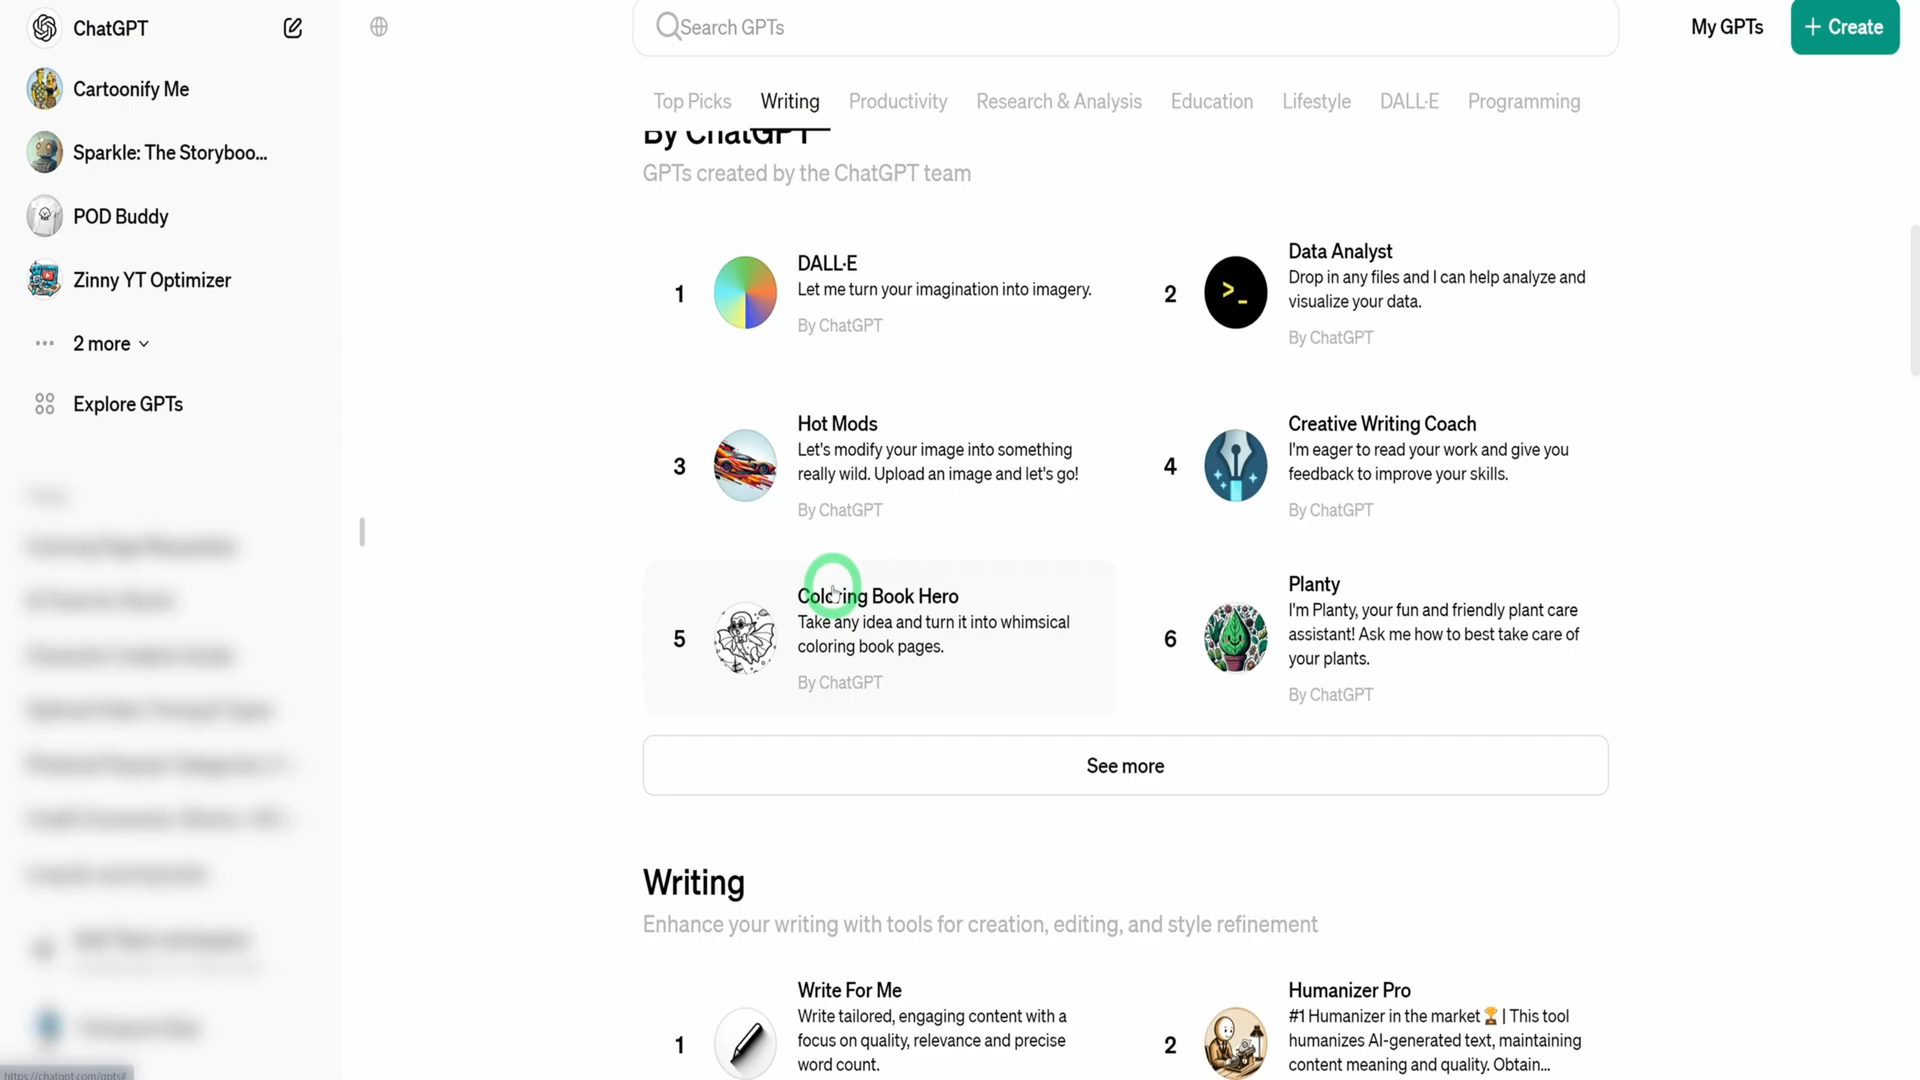 ChatGPT
Cartoonify Me
Sparkle: The Storyboo...
POD Buddy
Zinny YT Optimizer
2 more
Explore GPTs
https://chatgpt.com/gpts#
Search GPTs
My GPTs
+ Create
Top Picks
Writing
Productivity
Research & Analysis
Education
Lifestyle
DALL·E
Programming
By ChatGPT
GPTs created by the ChatGPT team
1
DALL·E
Let me turn your imagination into imagery.
By ChatGPT
2
>_
Data Analyst
Drop in any files and I can help analyze and
visualize your data.
By ChatGPT
3
Hot Mods
Let's modify your image into something
really wild. Upload an image and let's go!
By ChatGPT
4
Creative Writing Coach
I'm eager to read your work and give you
feedback to improve your skills.
By ChatGPT
5
Coloring Book Hero
Take any idea and turn it into whimsical
coloring book pages.
By ChatGPT
6
Planty
I'm Planty, your fun and friendly plant care
assistant! Ask me how to best take care of
your plants.
By ChatGPT
See more
Writing
Enhance your writing with tools for creation, editing, and style refinement
1
Write For Me
Write tailored, engaging content with a
focus on quality, relevance and precise
word count.
2
Humanizer Pro
#1 Humanizer in the market 🏆 | This tool
humanizes AI-generated text, maintaining
content meaning and quality. Obtain...